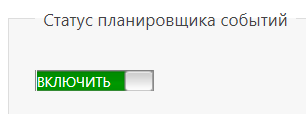 Статус планировщика событий
ВКЛЮЧИТЬ